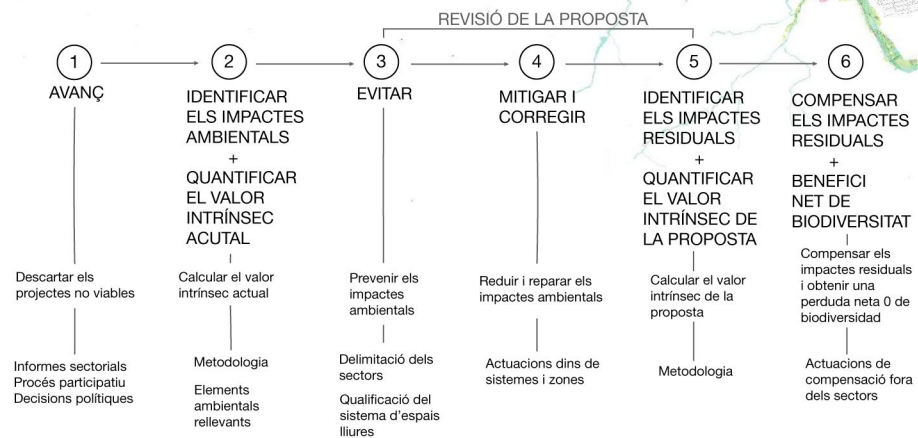 REVISIÓ DE LA PROPOSTA
1
AVANÇ
Descartar els
projectes no viables
Informes sectorials
Procés participatiu
Decisions polítiques
2
IDENTIFICAR
ELS IMPACTES
AMBIENTALS
+
QUANTIFICAR
EL VALOR
INTRÍNSEC
ACUTAL
Calcular el valor
intrínsec actual
Metodologia
Elements
ambientals
rellevants
3
EVITAR
Prevenir els
impactes
ambientals
Delimitació dels
sectors
Qualificació del
sistema d'espais
lliures
4
MITIGAR I
CORREGIR
Reduir i reparar els
impactes ambientals
Actuacions dins de
sistemes i zones
5
IDENTIFICAR
ELS IMPACTES
RESIDUALS
+
QUANTIFICAR
EL VALOR
INTRÍNSEC DE
LA PROPOSTA
Calcular el valor
intrínsec de la
proposta
Metodologia
6
COMPENSAR
ELS IMPACTES
RESIDUALS
+
BENEFICI
NET DE
BIODIVERSITAT
Compensar els
impactes residuals
i obtenir una
perduda neta 0 de
biodiversidad
Actuacions de
compensació fora
dels sectors